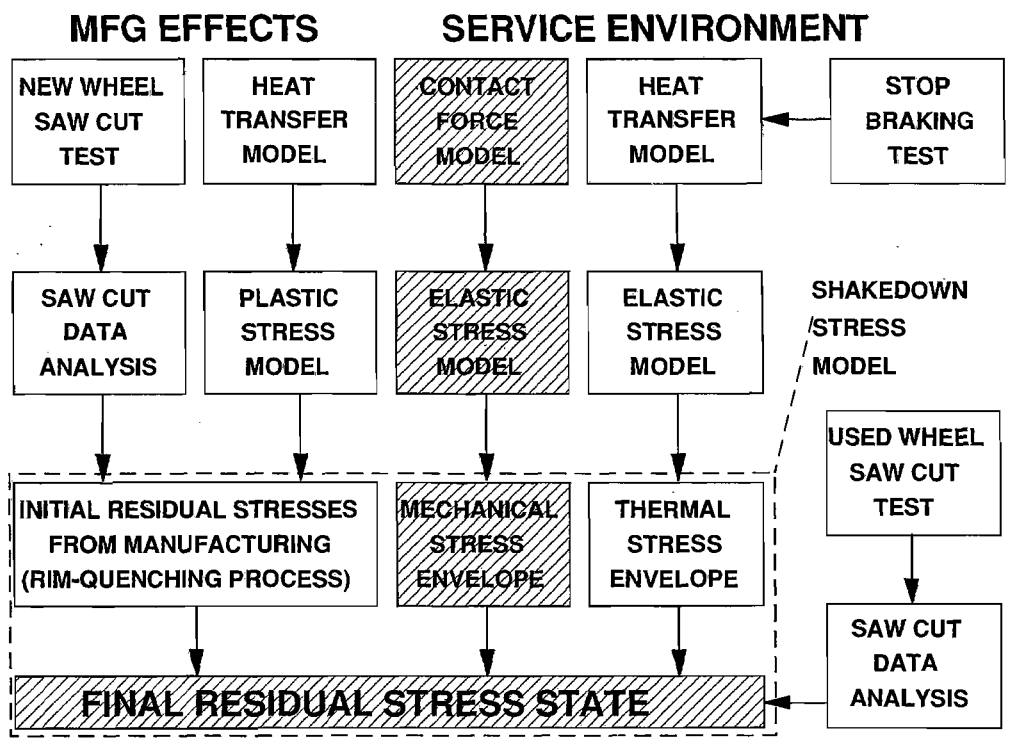 MFG EFFECTS
SERVICE ENVIRONMENT
NEW WHEEL
SAW CUT
TEST
HEAT
TRANSFER
MODEL
CONTACT
FORCE
MODEL
HEAT
TRANSFER
MODEL
STOP
BRAKING
TEST
SAW CUT
DATA
ANALYSIS
PLASTIC
STRESS
MODEL
ELASTIC
STRESS
MODEL
ELASTIC
STRESS
MODEL
SHAKEDOWN
STRESS
MODEL
USED WHEEL
SAW CUT
TEST
INITIAL RESIDUAL STRESSES
FROM MANUFACTURING
(RIM-QUENCHING PROCESS)
MECHANICAL
STRESS
ENVELOPE
THERMAL
STRESS
ENVELOPE
SAW CUT
DATA
ANALYSIS
FINAL RESIDUAL STRESS STATE